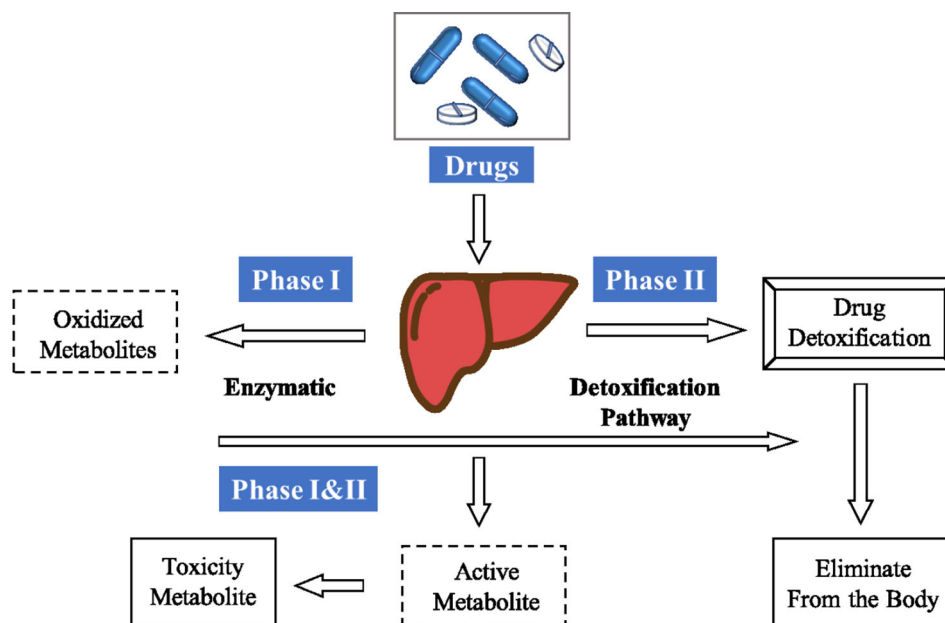 Drugs
Phase I
Phase II
Oxidized
Metabolites
Drug
Detoxification
Enzymatic
Detoxification
Pathway
Phase I&II
Toxicity
Metabolite
Active
Metabolite
Eliminate
From the Body